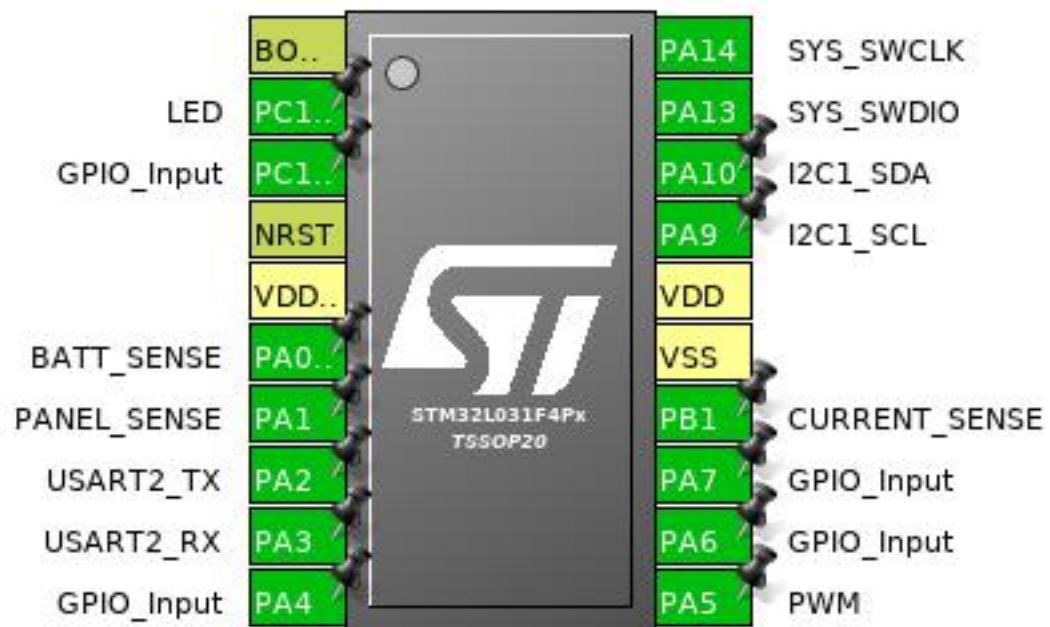 BO.. PA14 SYS_SWCLK
LED PC1.. PA13 SYS_SWDIO
GPIO_Input PC1.. PA10 I2C1_SDA
NRST PA9 I2C1_SCL
VDD.. VDD
BATT_SENSE PA0.. VSS
PANEL_SENSE PA1 STM32L031F4Px PB1 CURRENT_SENSE
TSSOP20
USART2_TX PA2 PA7 GPIO_Input
USART2_RX PA3 PA6 GPIO_Input
GPIO_Input PA4 PA5 PWM